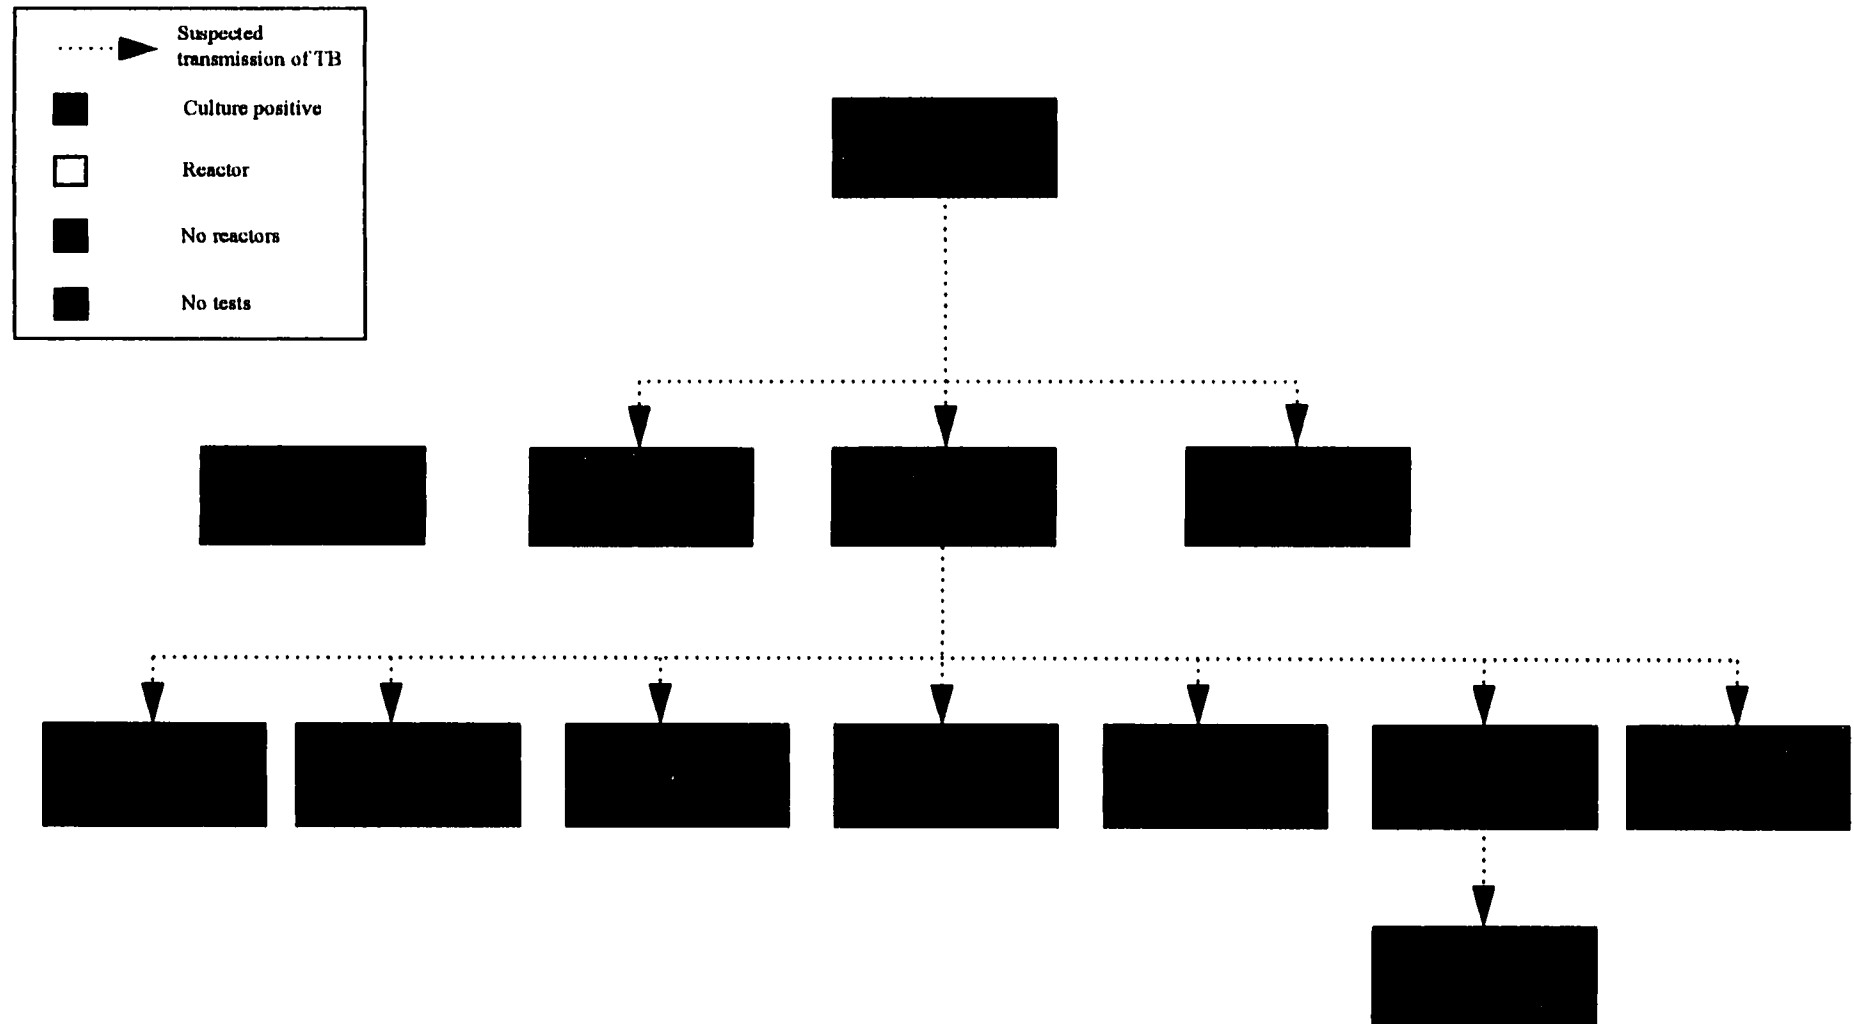 Suspected
transmission of TB
Culture positive
Reactor
No reactors
No tests